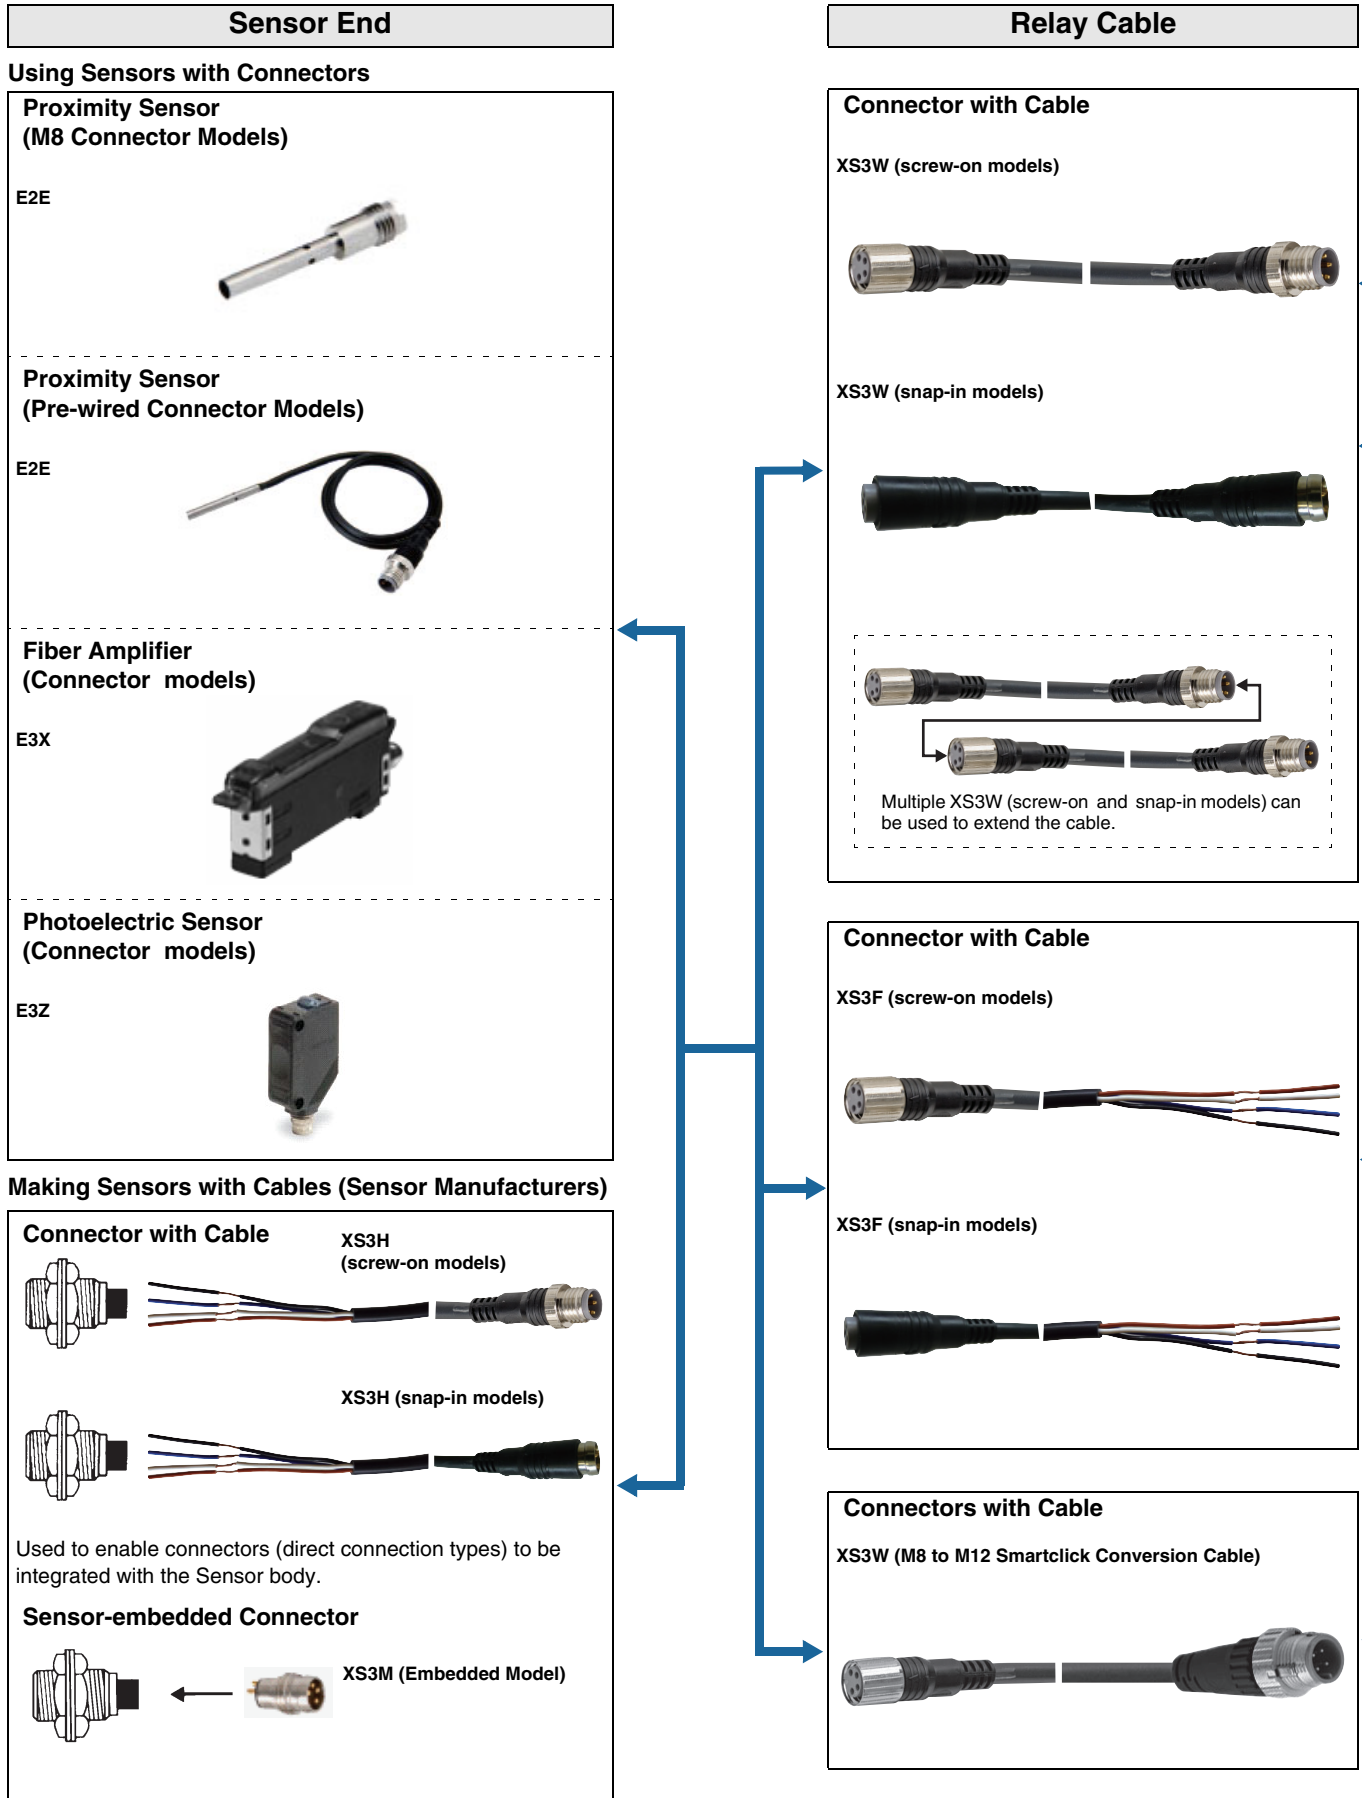 Sensor End
Using Sensors with Connectors
Proximity Sensor
(M8 Connector Models)
E2E
Proximity Sensor
(Pre-wired Connector Models)
E2E
Fiber Amplifier
(Connector models)
E3X
Photoelectric Sensor
(Connector models)
E3Z
Making Sensors with Cables (Sensor Manufacturers)
Connector with Cable
XS3H
(screw-on models)
XS3H (snap-in models)
Used to enable connectors (direct connection types) to be
integrated with the Sensor body.
Sensor-embedded Connector
XS3M (Embedded Model)
Relay Cable
Connector with Cable
XS3W (screw-on models)
XS3W (snap-in models)
Multiple XS3W (screw-on and snap-in models) can
be used to extend the cable.
Connector with Cable
XS3F (screw-on models)
XS3F (snap-in models)
Connectors with Cable
XS3W (M8 to M12 Smartclick Conversion Cable)